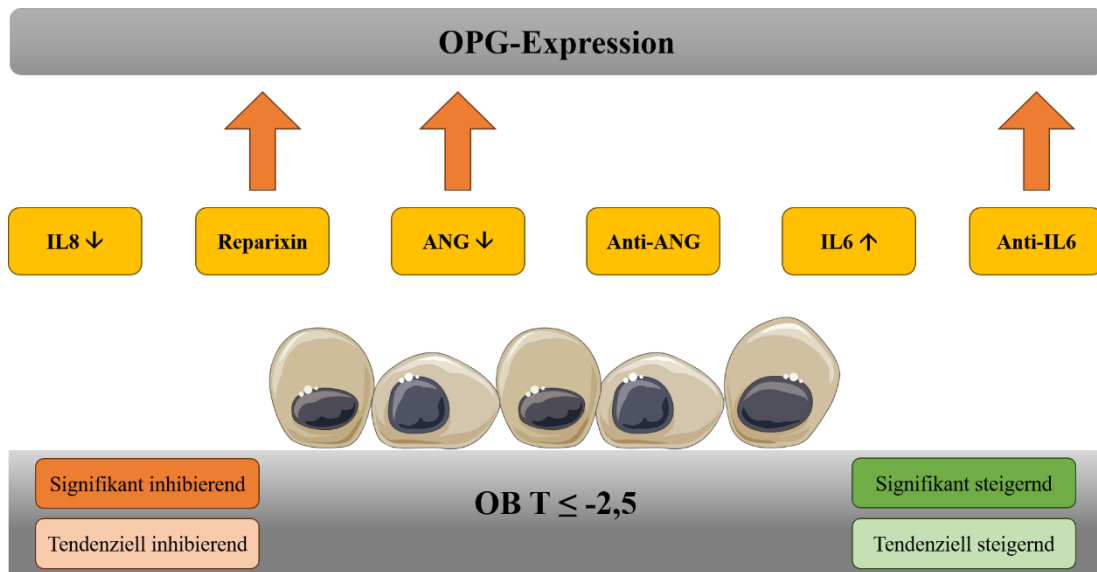 OPG-Expression
IL8 ↓
Reparixin
ANG ↓
Anti-ANG
IL6 ↑
Anti-IL6
Signifikant inhibierend
Tendenziell inhibierend
OB T ≤ -2,5
Signifikant steigernd
Tendenziell steigernd